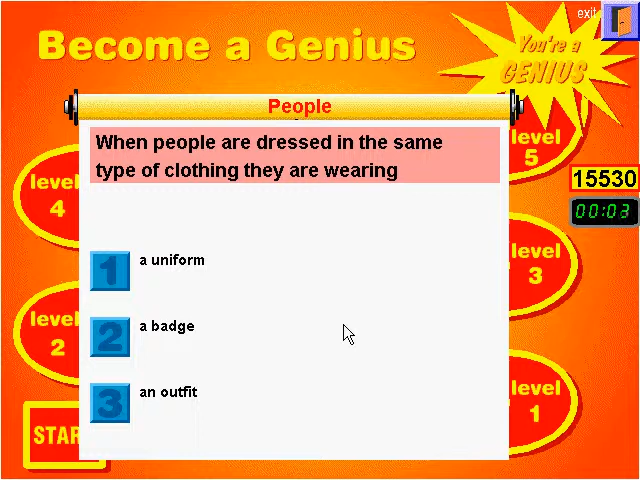 exit
Become a Genius
You're a
GENIUS
People
When people are dressed in the same
type of clothing they are wearing
level
5
level
4
15530
00:03
1 a uniform
level
3
2 a badge
level
2
3 an outfit
level
1
STAR